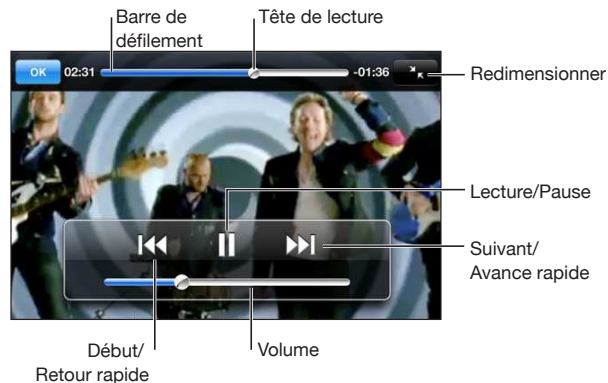 Barre de
défilement
Tête de lecture
OK 02:31 -01:36
Redimensionner
Lecture/Pause
Suivant/
Avance rapide
Début/
Retour rapide
Volume